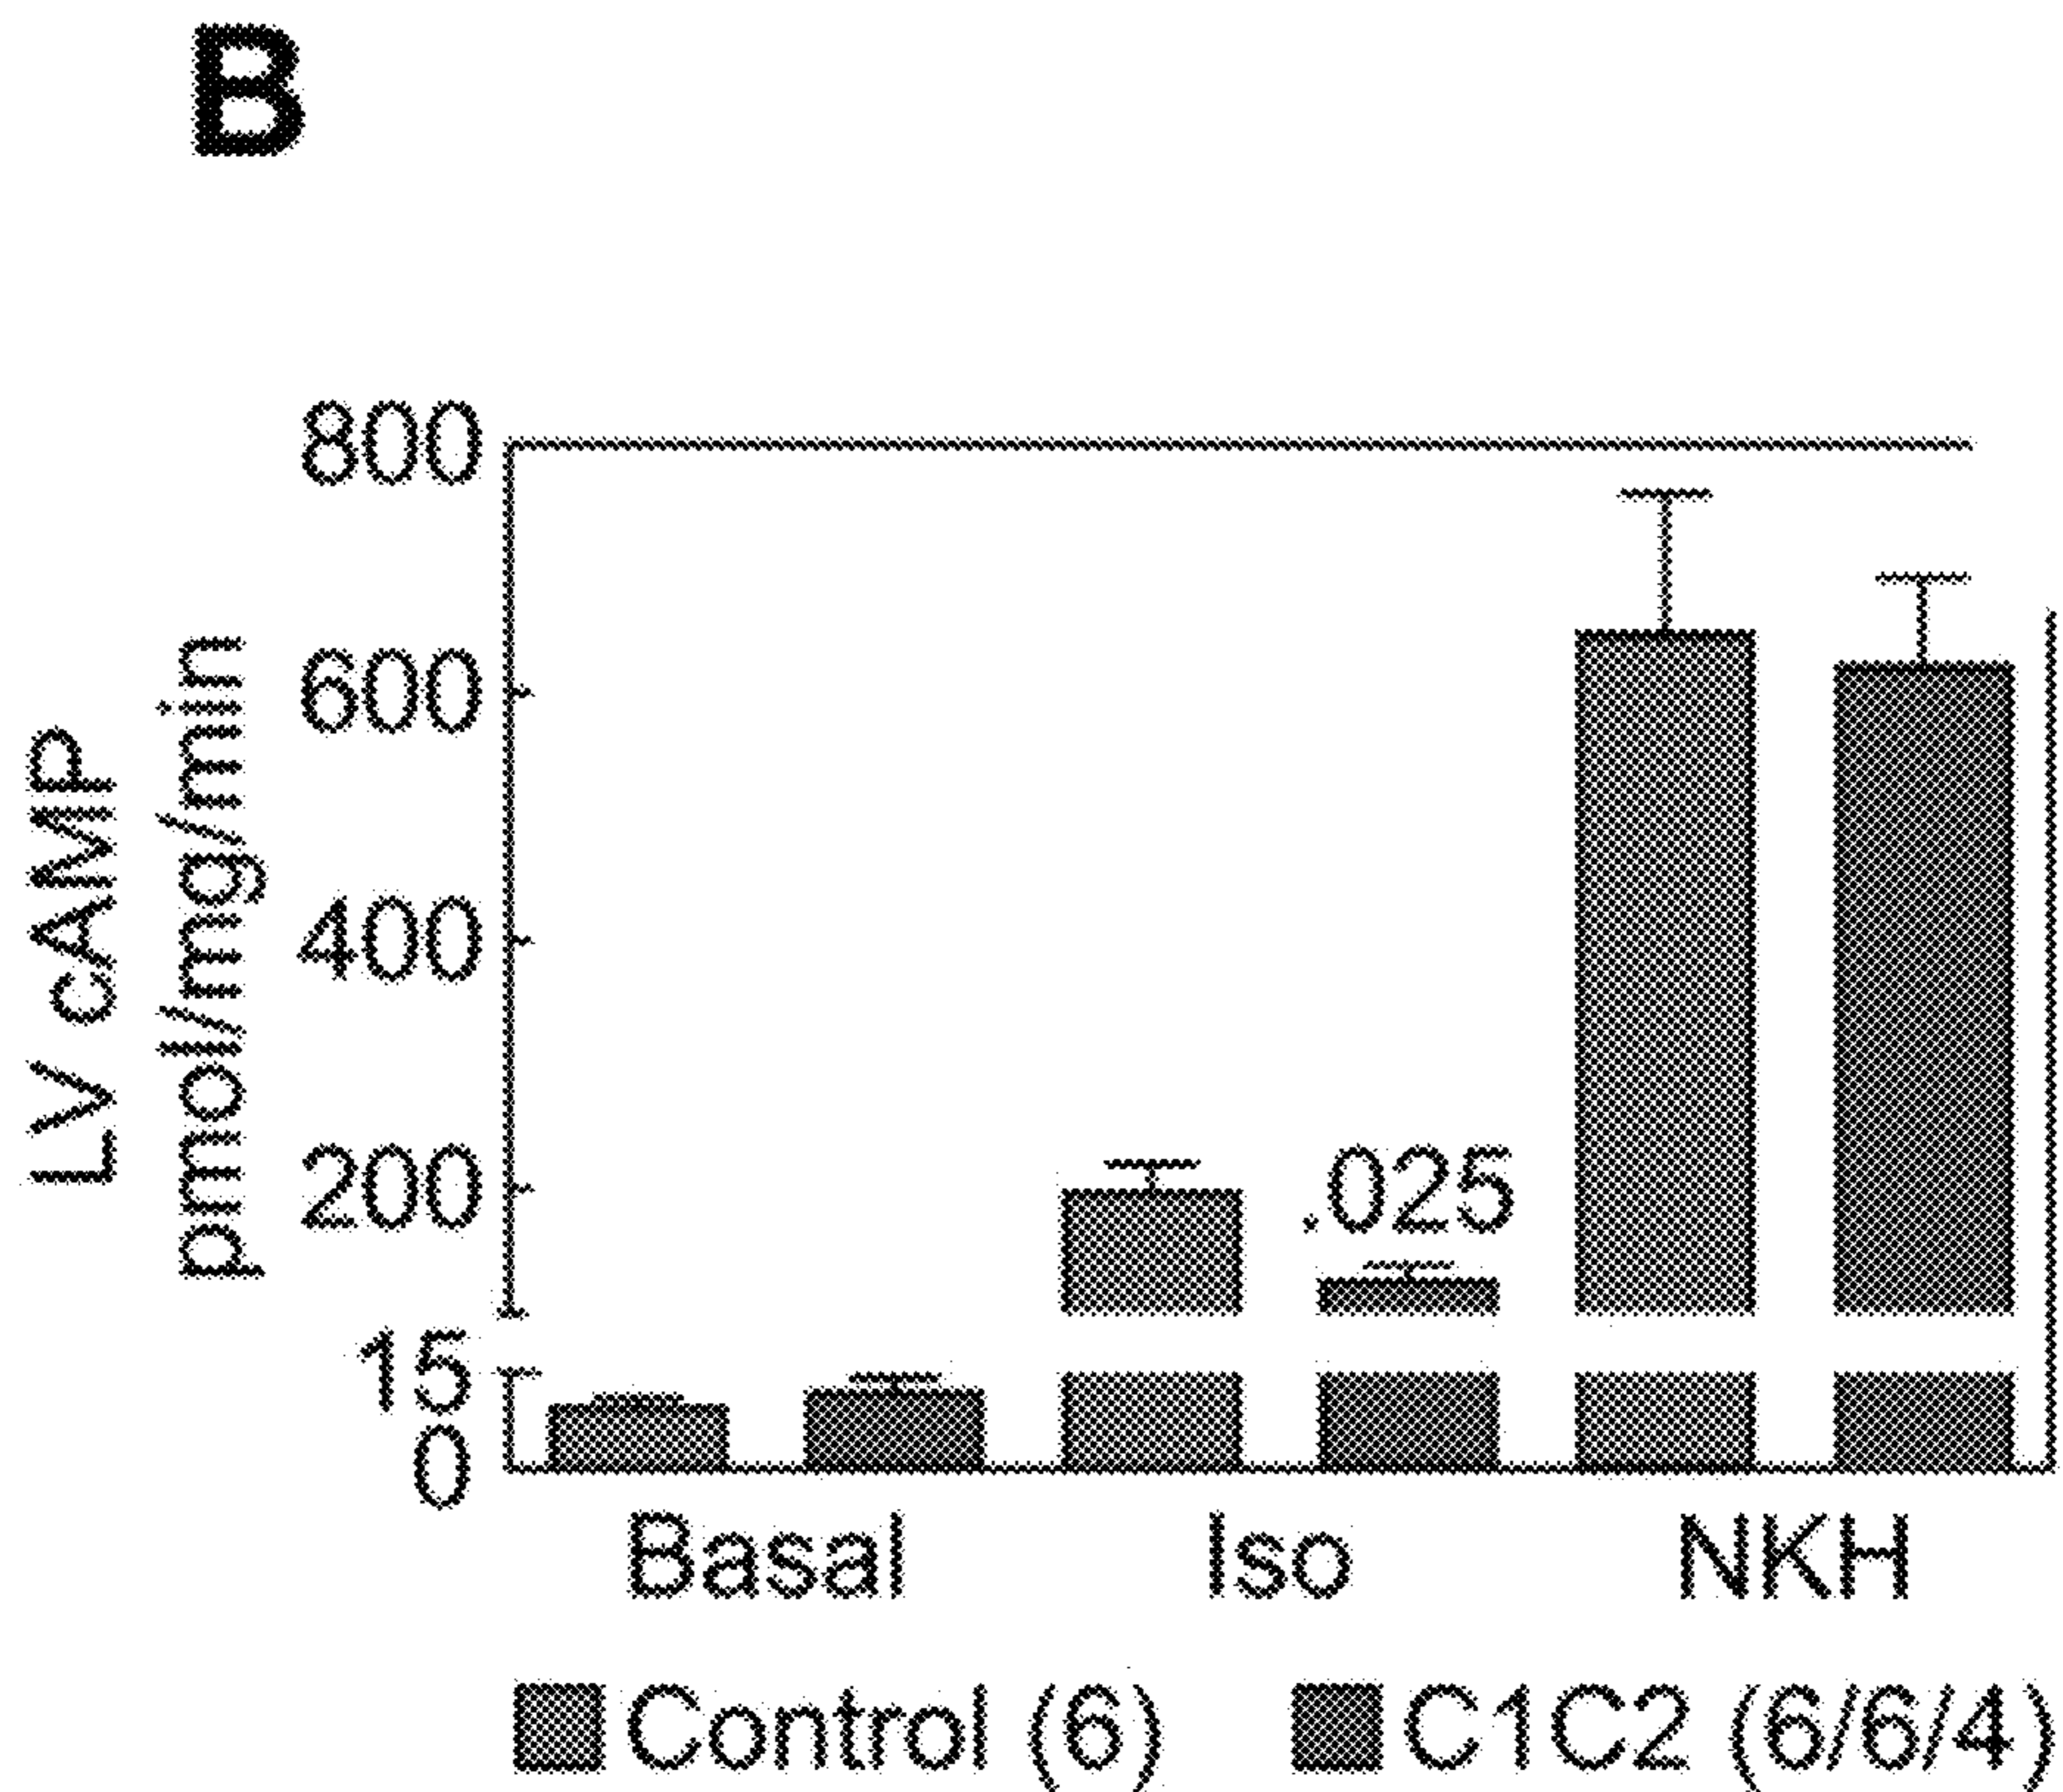 B
LV cAMP
pmol/mg/min
800
600
400
200
15
0
.025
Basal Iso NKH
Control (6) C1C2 (6/6/4)